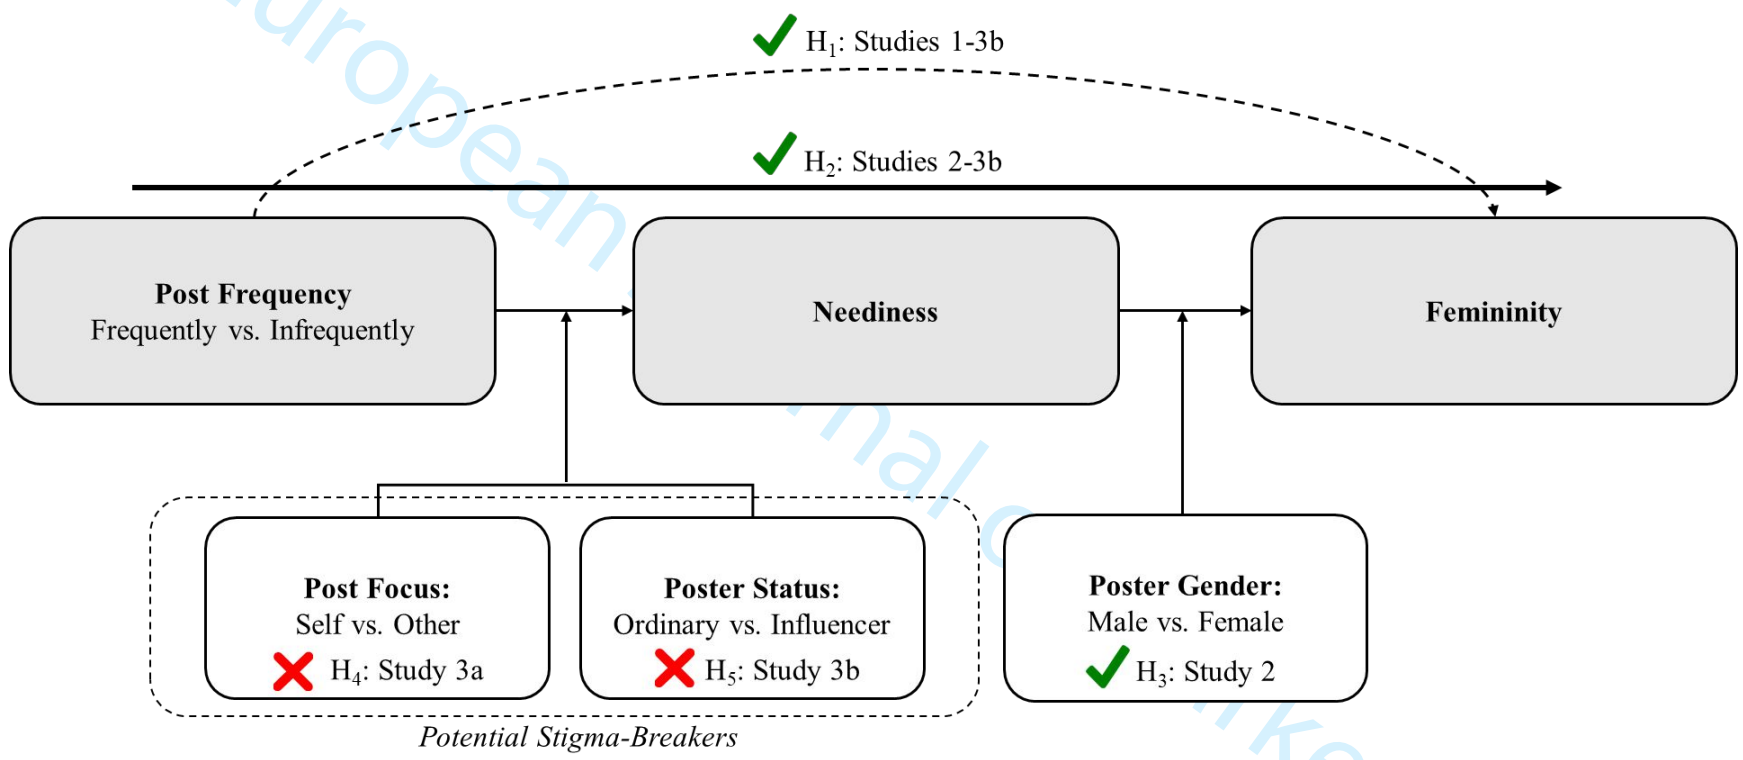 H₁: Studies 1-3b
H₂: Studies 2-3b
Post Frequency
Frequently vs. Infrequently
Neediness
Femininity
Post Focus:
Self vs. Other
H₄: Study 3a
Poster Status:
Ordinary vs. Influencer
H₅: Study 3b
Poster Gender:
Male vs. Female
H₃: Study 2
Potential Stigma-Breakers